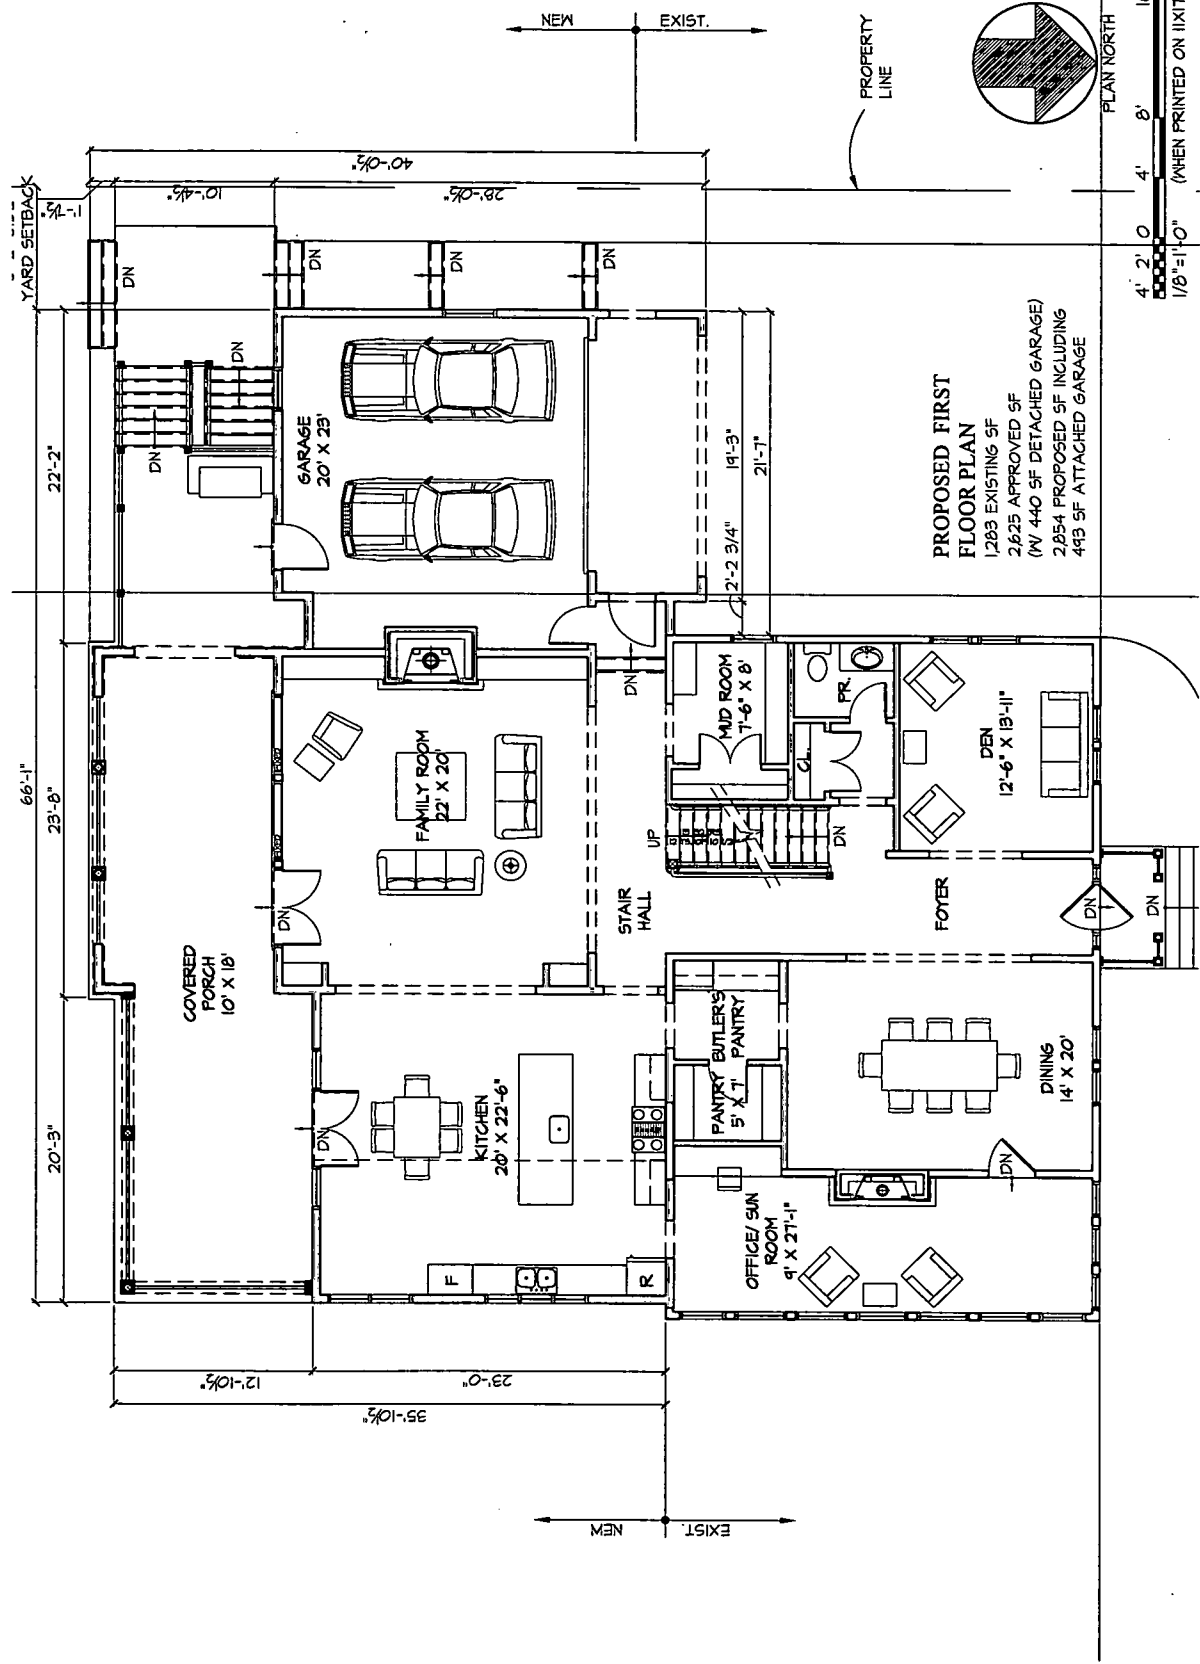 NEW
EXIST.
PROPERTY
LINE
PLAN NORTH
YARD SETBACK
1'-7½"
10'-4½"
28'-0½"
40'-0½"
66'-1"
22'-2"
23'-8"
20'-3"
DN
DN
DN
DN
DN
DN
GARAGE
20' X 23'
19'-3"
2'-2 3/4"
21'-7"
PROPOSED FIRST
FLOOR PLAN
1,283 EXISTING SF
2,625 APPROVED SF
(W/ 440 SF DETACHED GARAGE)
2,854 PROPOSED SF INCLUDING
493 SF ATTACHED GARAGE
4' 2' 0 4' 8'
1/8"=1'-0"
(WHEN PRINTED ON
COVERED
PORCH
10' X 18'
DN
FAMILY ROOM
22' X 20'
DN
MUD ROOM
7'-6" X 8'
PR.
CL.
DEN
12'-6" X 13'-11"
UP
DN
STAIR
HALL
FOYER
DN
DN
DN
KITCHEN
20' X 22'-6"
F
R
PANTRY
5' X 7'
BUTLER'S
PANTRY
DINING
14' X 20'
DN
OFFICE/ SUN
ROOM
9' X 27'-1"
12'-10½"
23'-0"
35'-10½"
NEW
EXIST.